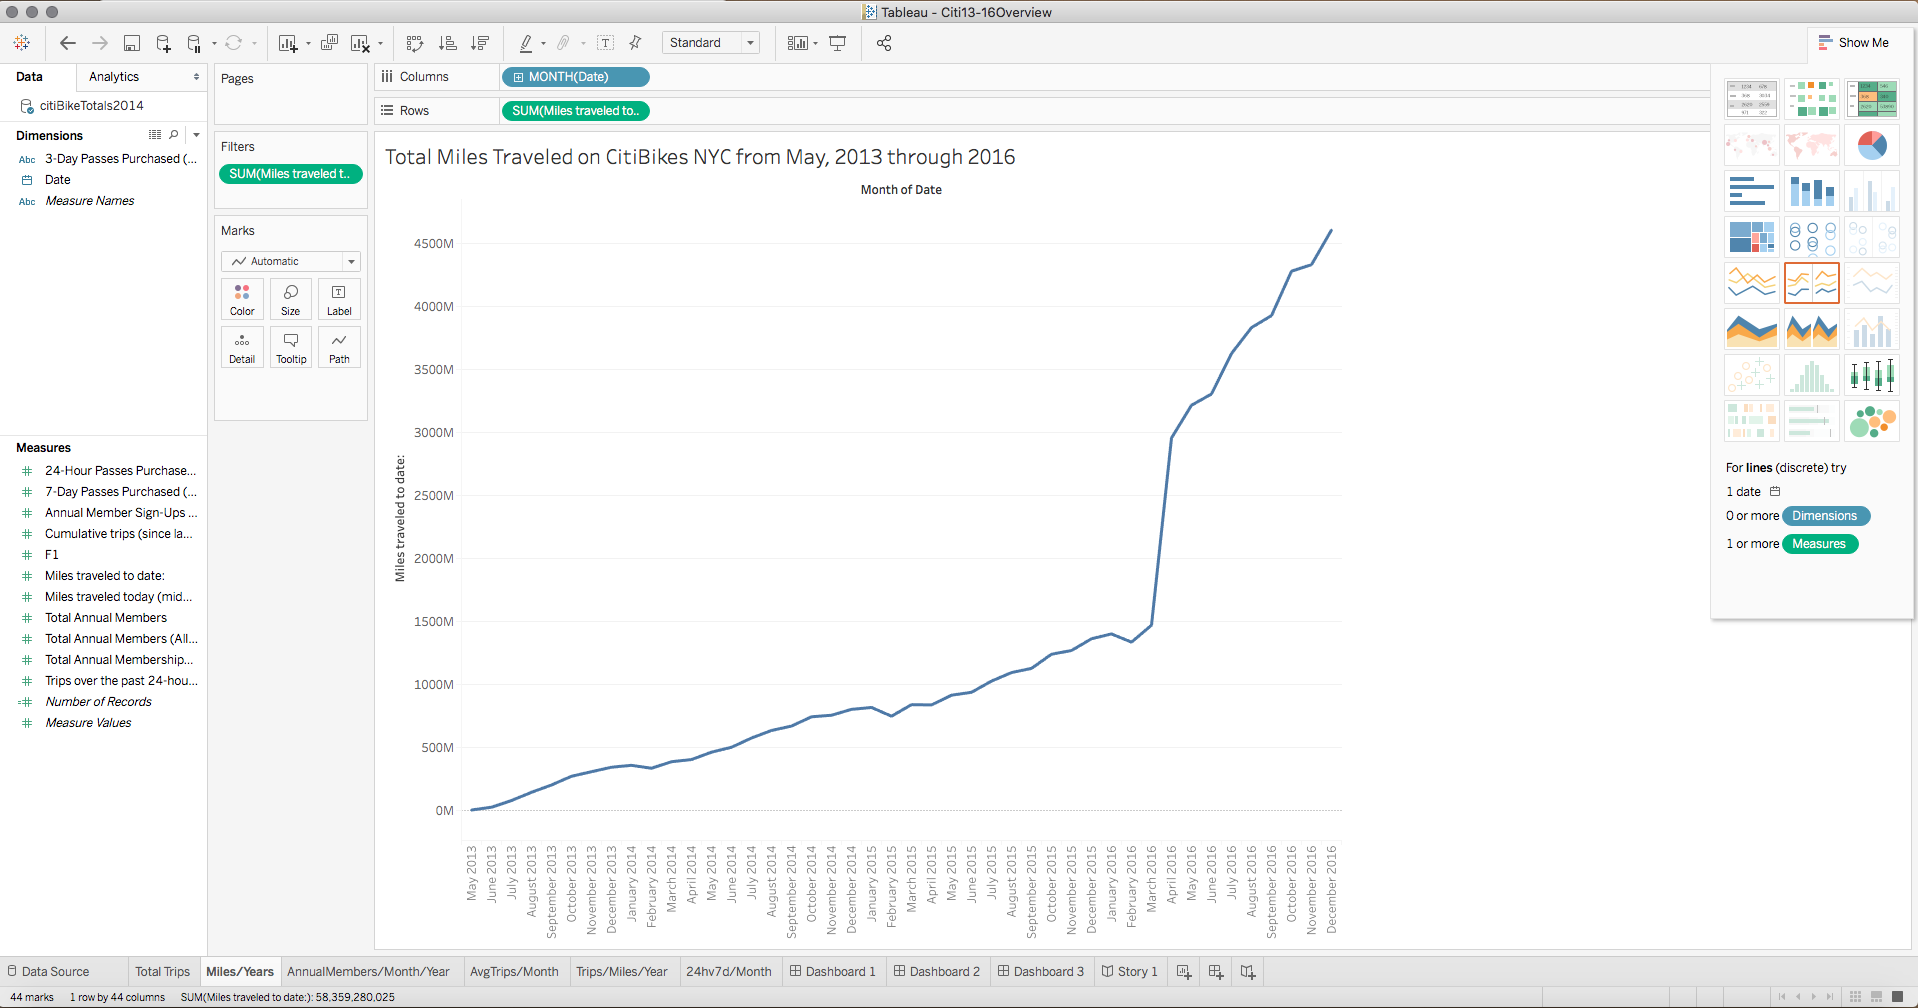 Tableau - Citi13-16Overview
Standard
Show Me
Data
Analytics
citiBikeTotals2014
Dimensions
Abc 3-Day Passes Purchased (...
Date
Abc Measure Names
Measures
24-Hour Passes Purchase...
7-Day Passes Purchased (...
Annual Member Sign-Ups ...
Cumulative trips (since la...
F1
Miles traveled to date:
Miles traveled today (mid...
Total Annual Members
Total Annual Members (All...
Total Annual Membership...
Trips over the past 24-hou...
Number of Records
Measure Values
Pages
Filters
SUM(Miles traveled t..
Marks
Automatic
Color
Size
Label
Detail
Tooltip
Path
Columns
MONTH(Date)
Rows
SUM(Miles traveled to..
Total Miles Traveled on CitiBikes NYC from May, 2013 through 2016
Month of Date
Miles traveled to date:
4500M
4000M
3500M
3000M
2500M
2000M
1500M
1000M
500M
0M
May 2013
June 2013
July 2013
August 2013
September 2013
October 2013
November 2013
December 2013
January 2014
February 2014
March 2014
April 2014
May 2014
June 2014
July 2014
August 2014
September 2014
October 2014
November 2014
December 2014
January 2015
February 2015
March 2015
April 2015
May 2015
June 2015
July 2015
August 2015
September 2015
October 2015
November 2015
December 2015
January 2016
February 2016
March 2016
April 2016
May 2016
June 2016
July 2016
August 2016
September 2016
October 2016
November 2016
December 2016
For lines (discrete) try
1 date
0 or more Dimensions
1 or more Measures
Data Source
Total Trips
Miles/Years
AnnualMembers/Month/Year
AvgTrips/Month
Trips/Miles/Year
24hv7d/Month
Dashboard 1
Dashboard 2
Dashboard 3
Story 1
44 marks
1 row by 44 columns
SUM(Miles traveled to date:): 58,359,280,025